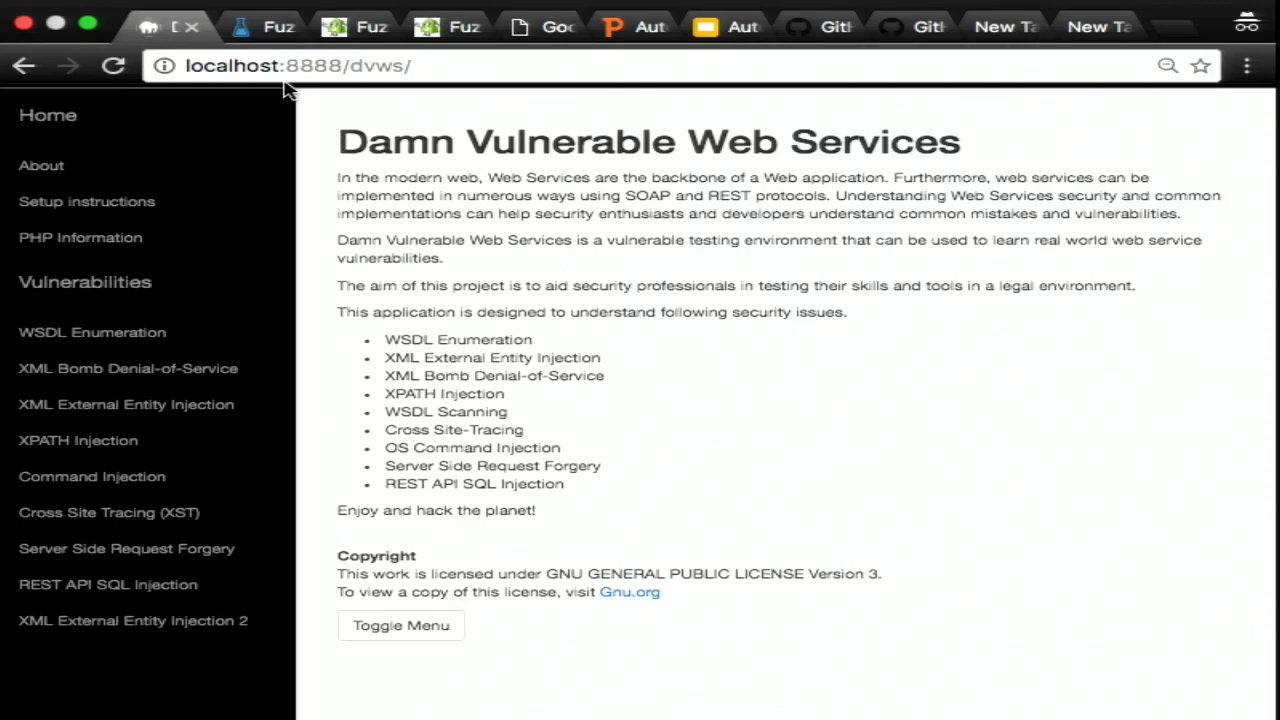 D
Fuz
Fuz
Fuz
Goo
Aut
Aut
GitH
GitH
New Ta
New Ta
localhost:8888/dvws/
Home
About
Setup instructions
PHP Information
Vulnerabilities
WSDL Enumeration
XML Bomb Denial-of-Service
XML External Entity Injection
XPATH Injection
Command Injection
Cross Site Tracing (XST)
Server Side Request Forgery
REST API SQL Injection
XML External Entity Injection 2
Damn Vulnerable Web Services
In the modern web, Web Services are the backbone of a Web application. Furthermore, web services can be
implemented in numerous ways using SOAP and REST protocols. Understanding Web Services security and common
implementations can help security enthusiasts and developers understand common mistakes and vulnerabilities.
Damn Vulnerable Web Services is a vulnerable testing environment that can be used to learn real world web service
vulnerabilities.
The aim of this project is to aid security professionals in testing their skills and tools in a legal environment.
This application is designed to understand following security issues.
WSDL Enumeration
XML External Entity Injection
XML Bomb Denial-of-Service
XPATH Injection
WSDL Scanning
Cross Site-Tracing
OS Command Injection
Server Side Request Forgery
REST API SQL Injection
Enjoy and hack the planet!
Copyright
This work is licensed under GNU GENERAL PUBLIC LICENSE Version 3.
To view a copy of this license, visit Gnu.org
Toggle Menu